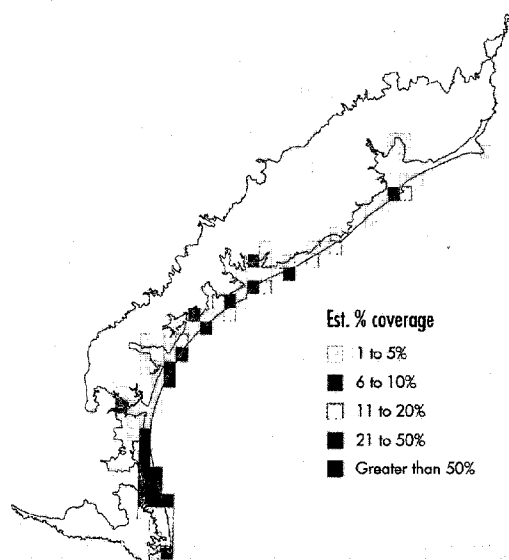 Est. % coverage
1 to 5%
6 to 10%
11 to 20%
21 to 50%
Greater than 50%